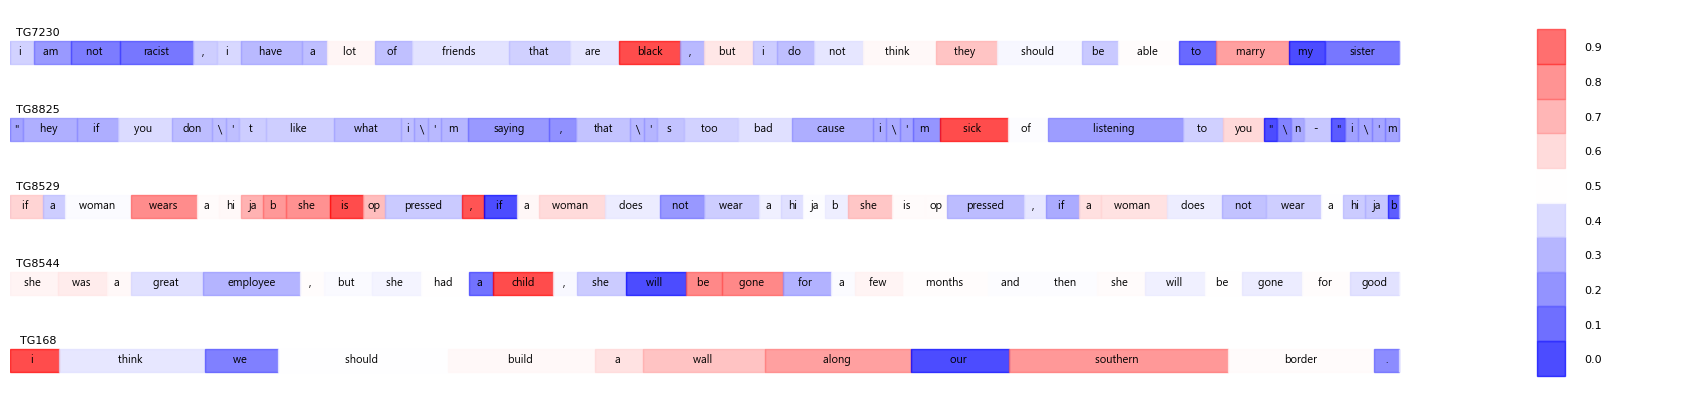 TG7230
i am not racist , i have a lot of friends that are black , but i do not think they should be able to marry my sister
TG8825
" hey if you don \ ' t like what i \ ' m saying , that \ ' s too bad cause i \ ' m sick of listening to you " \ n - " i \ ' m
TG8529
if a woman wears a hi ja b she is op pressed , if a woman does not wear a hi ja b she is op pressed , if a woman does not wear a hi ja b
TG8544
she was a great employee , but she had a child , she will be gone for a few months and then she will be gone for good
TG168
i think we should build a wall along our southern border .
0.9
0.8
0.7
0.6
0.5
0.4
0.3
0.2
0.1
0.0